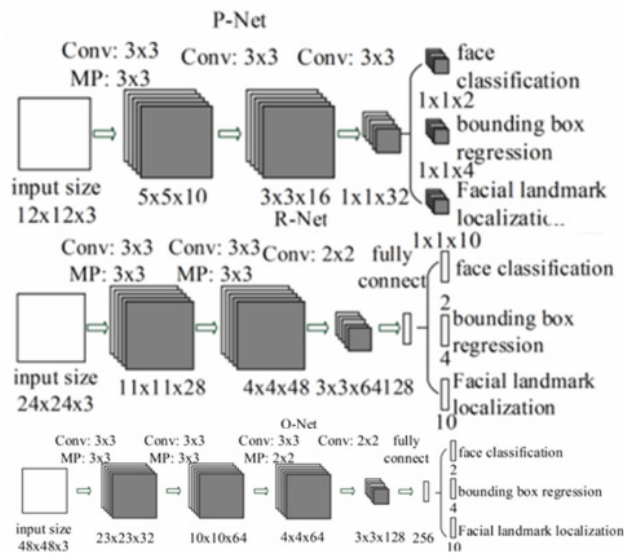 P-Net
Conv: 3x3 Conv: 3x3 Conv: 3x3
MP: 3x3
face
classification
1x1x2
bounding box
regression
1x1x4
Facial landmark
localizatic...
1x1x10
input size
12x12x3
5x5x10 3x3x16 1x1x32
R-Net
Conv: 3x3 Conv: 3x3 Conv: 2x2 fully
MP: 3x3 MP: 3x3 connect
face classification
2
bounding box
4 regression
Facial landmark
10 localization
input size
24x24x3
11x11x28 4x4x48 3x3x64 128
O-Net
Conv: 3x3 Conv: 3x3 Conv: 3x3 Conv: 2x2 fully
MP: 3x3 MP: 3x3 MP: 2x2 connect
face classification
2
bounding box regression
4
Facial landmark localization
10
input size
48x48x3
23x23x32 10x10x64 4x4x64 3x3x128 256